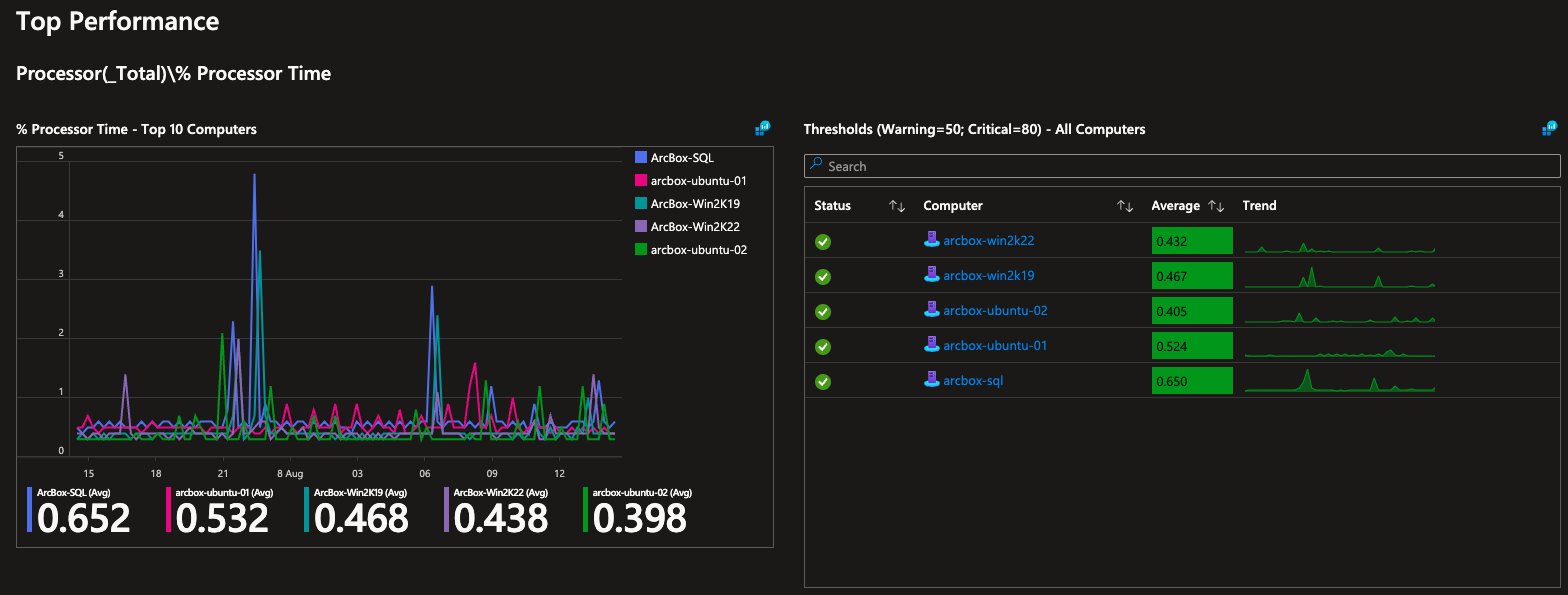 Top Performance
Processor(_Total)\% Processor Time
% Processor Time - Top 10 Computers
5
4
3
2
1
0
15 18 21 8 Aug 03 06 09 12
ArcBox-SQL
arcbox-ubuntu-01
ArcBox-Win2K19
ArcBox-Win2K22
arcbox-ubuntu-02
ArcBox-SQL (Avg) arcbox-ubuntu-01 (Avg) ArcBox-Win2K19 (Avg) ArcBox-Win2K22 (Avg) arcbox-ubuntu-02 (Avg)
0.652 0.532 0.468 0.438 0.398
Thresholds (Warning=50; Critical=80) - All Computers
Search
Status Computer Average Trend
arcbox-win2k22 0.432
arcbox-win2k19 0.467
arcbox-ubuntu-02 0.405
arcbox-ubuntu-01 0.524
arcbox-sql 0.650